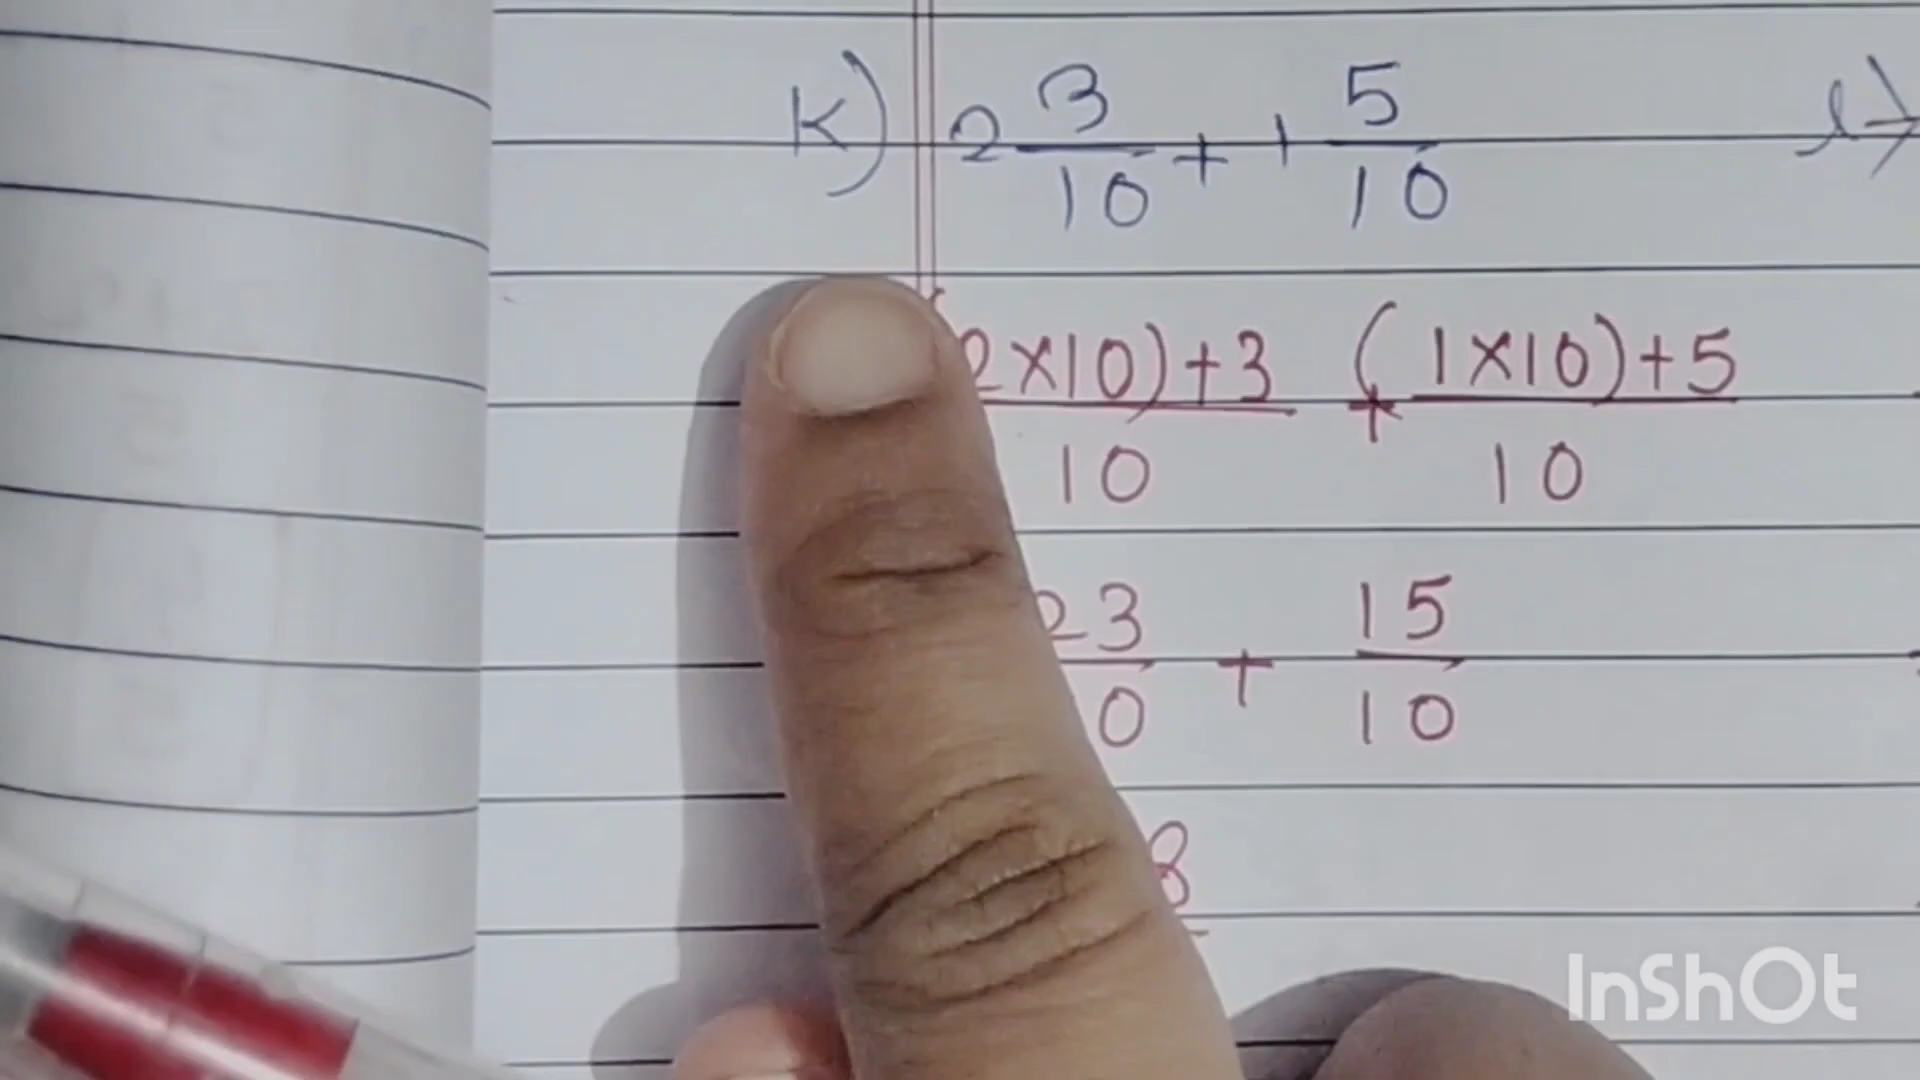 K) 2 3/10 + 1 5/10 l)
2×10)+3/10 + (1×10)+5/10
23/10 + 15/10
8
InShOt